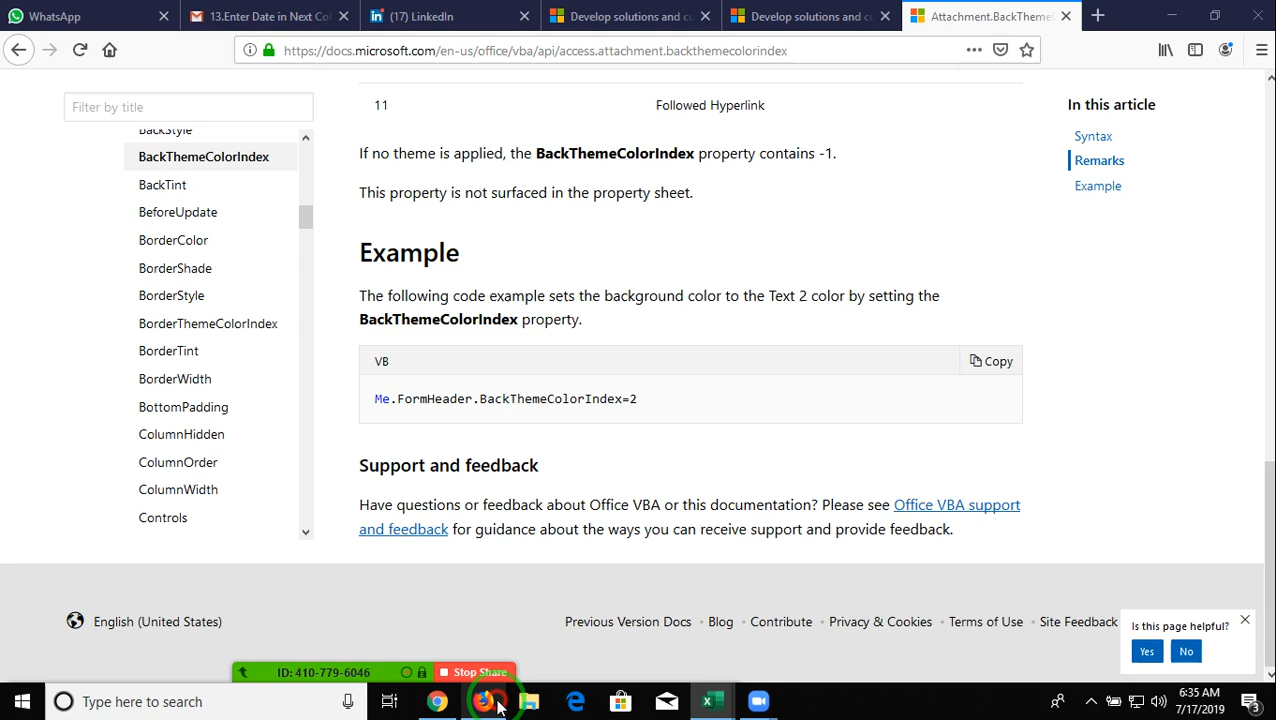 WhatsApp
13.Enter Date in Next Col
(17) LinkedIn
Develop solutions and cu
Develop solutions and cu
Attachment.BackThemeC
https://docs.microsoft.com/en-us/office/vba/api/access.attachment.backthemecolorindex
Filter by title
BackStyle
BackThemeColorIndex
BackTint
BeforeUpdate
BorderColor
BorderShade
BorderStyle
BorderThemeColorIndex
BorderTint
BorderWidth
BottomPadding
ColumnHidden
ColumnOrder
ColumnWidth
Controls
11 Followed Hyperlink
If no theme is applied, the BackThemeColorIndex property contains -1.
This property is not surfaced in the property sheet.
Example
The following code example sets the background color to the Text 2 color by setting the
BackThemeColorIndex property.
VB
Copy
Me.FormHeader.BackThemeColorIndex=2
Support and feedback
Have questions or feedback about Office VBA or this documentation? Please see Office VBA support
and feedback for guidance about the ways you can receive support and provide feedback.
In this article
Syntax
Remarks
Example
English (United States)
Previous Version Docs • Blog • Contribute • Privacy & Cookies • Terms of Use • Site Feedback
Is this page helpful?
Yes No
ID: 410-779-6046
Stop Share
Type here to search
6:35 AM
7/17/2019
3